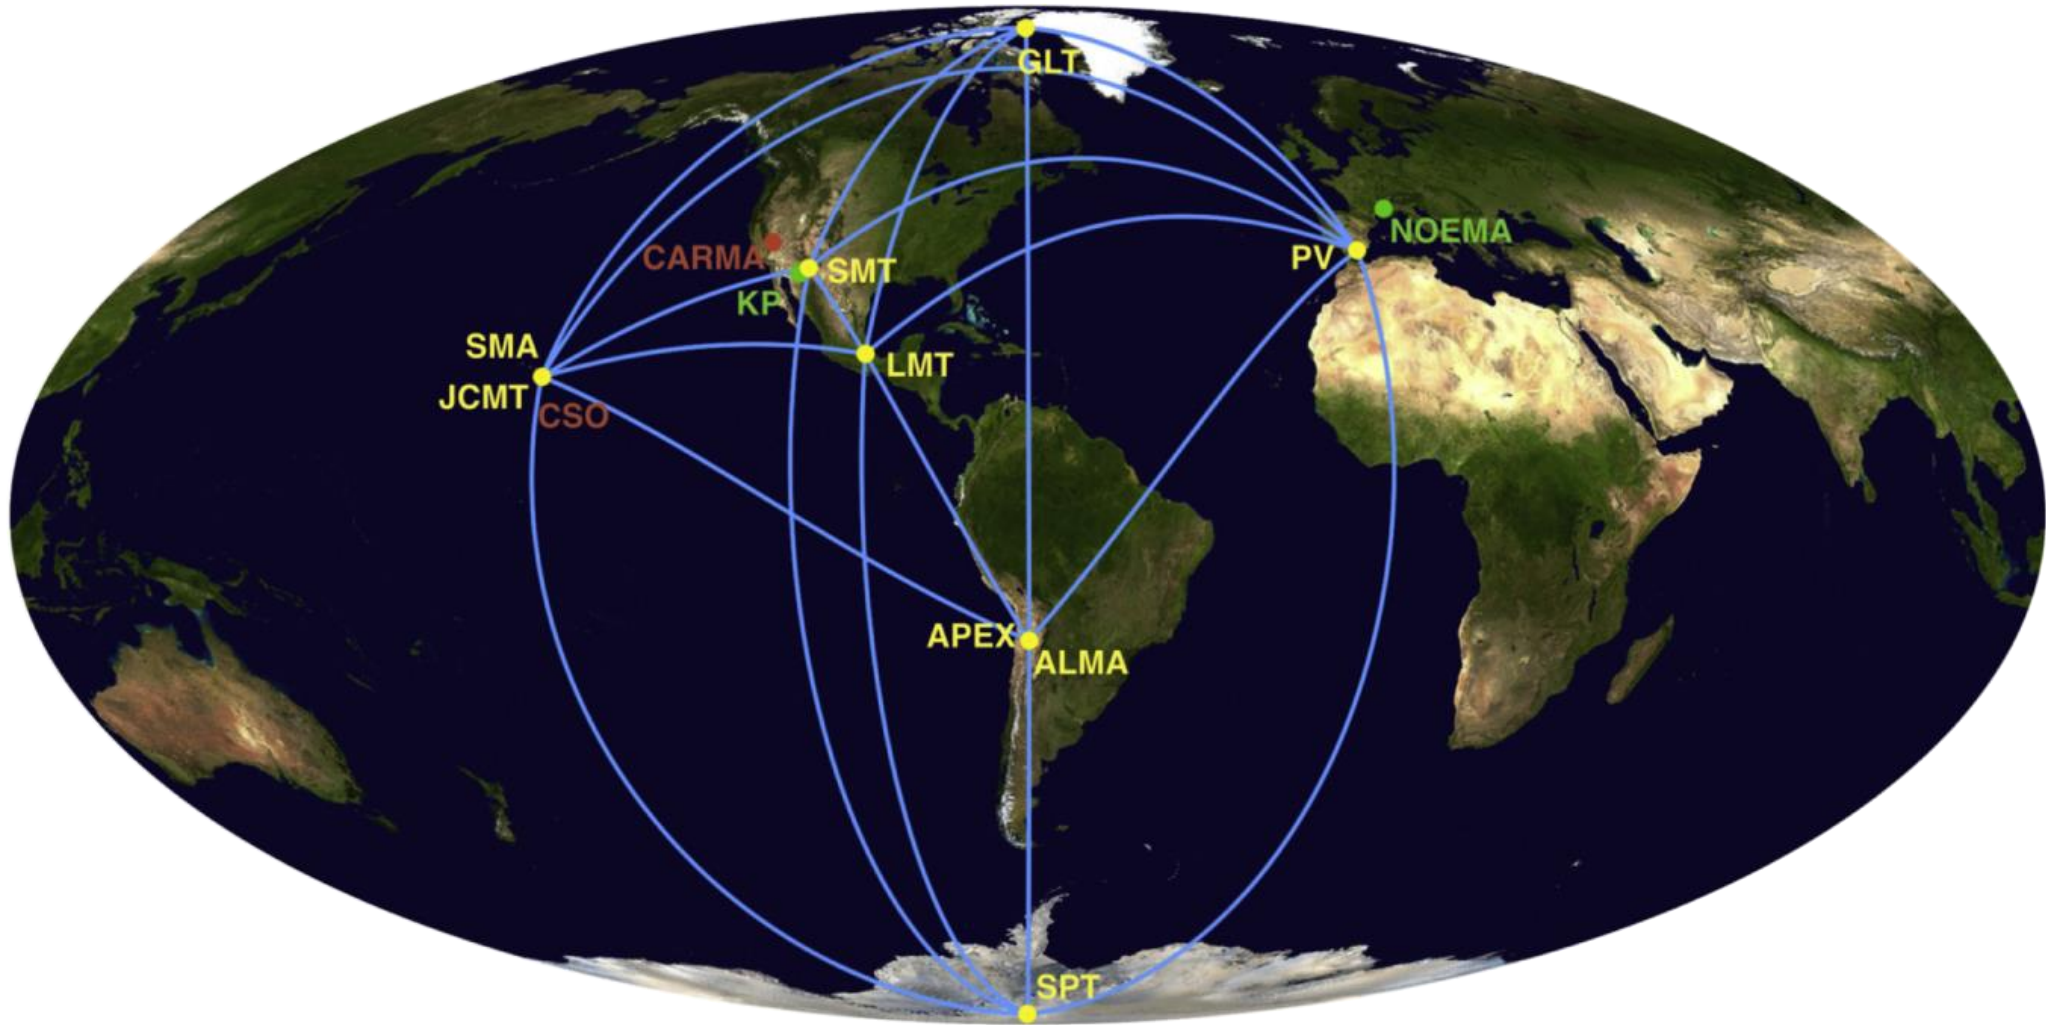 GLT
NOEMA
PV
CARMA
SMT
KP
SMA
LMT
JCMT
CSO
APEX
ALMA
SPT